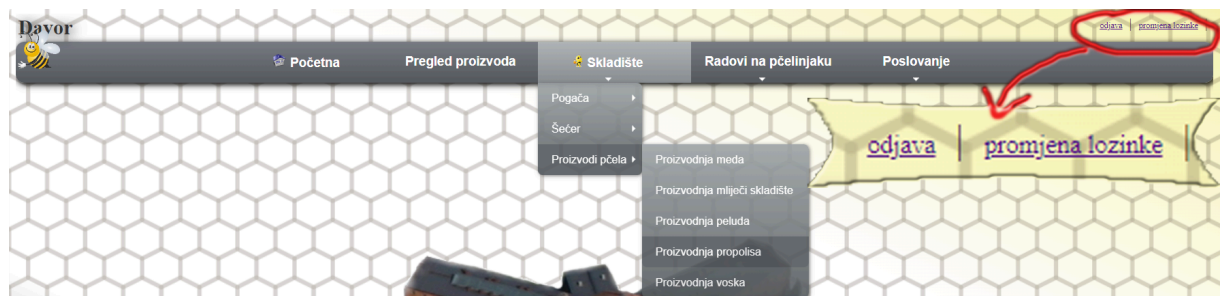 Davor
odjava | promjena lozinke |
Početna Pregled proizvoda Skladište Radovi na pčelinjaku Poslovanje
Pogača
Šećer
Proizvodi pčela
odjava | promjena lozinke |
Proizvodnja meda
Proizvodnja mliječi skladište
Proizvodnja peluda
Proizvodnja propolisa
Proizvodnja voska